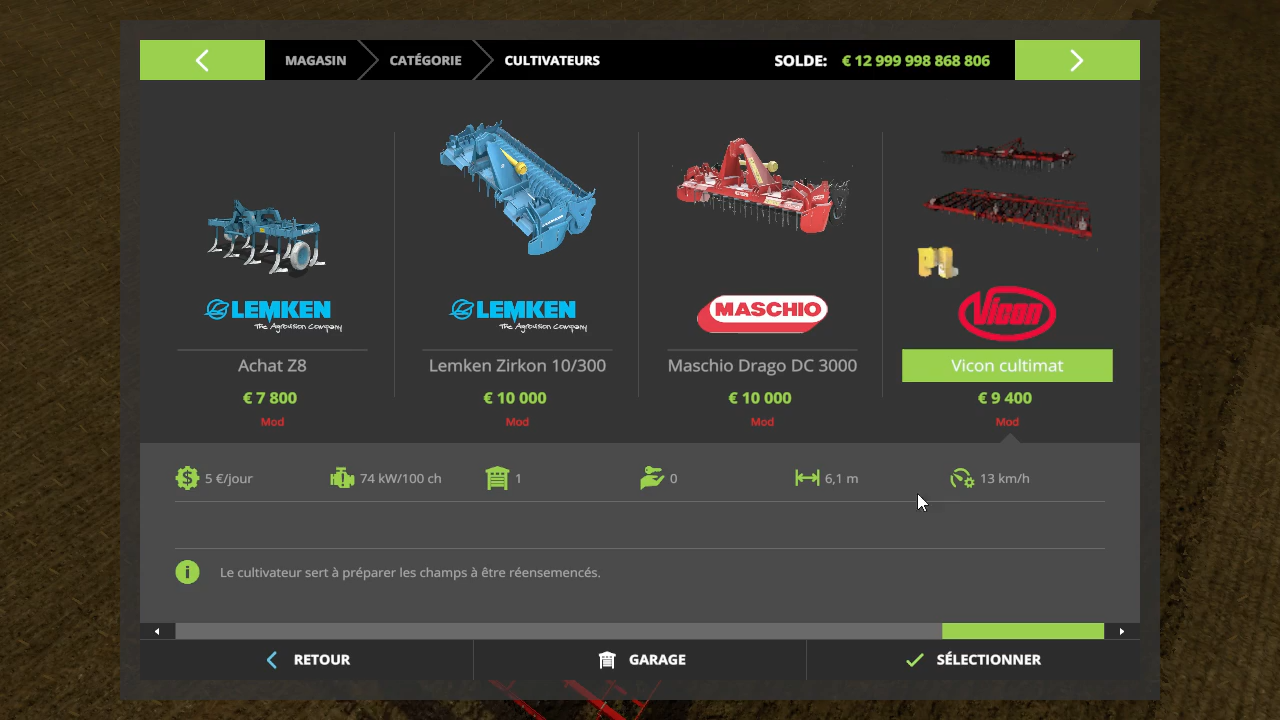 MAGASIN CATÉGORIE CULTIVATEURS SOLDE: € 12 999 998 868 806
PL
LEMKEN LEMKEN MASCHIO Vicon
The Agrovision Company The Agrovision Company
Achat Z8 Lemken Zirkon 10/300 Maschio Drago DC 3000 Vicon cultimat
€ 7 800 € 10 000 € 10 000 € 9 400
Mod Mod Mod Mod
5 €/jour 74 kW/100 ch 1 0 6,1 m 13 km/h
Le cultivateur sert à préparer les champs à être réensemencés.
RETOUR GARAGE SÉLECTIONNER